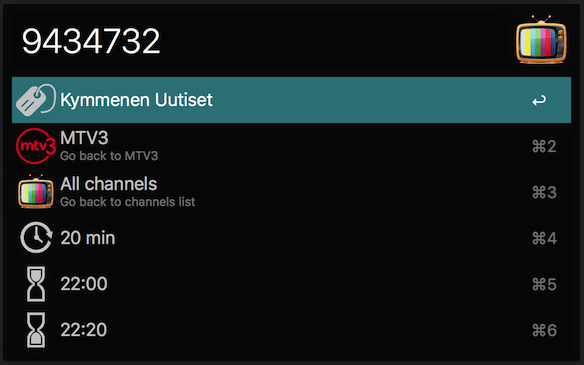 9434732
Kymmenen Uutiset
mtv3
MTV3
Go back to MTV3
⌘2
All channels
Go back to channels list
⌘3
20 min
⌘4
22:00
⌘5
22:20
⌘6